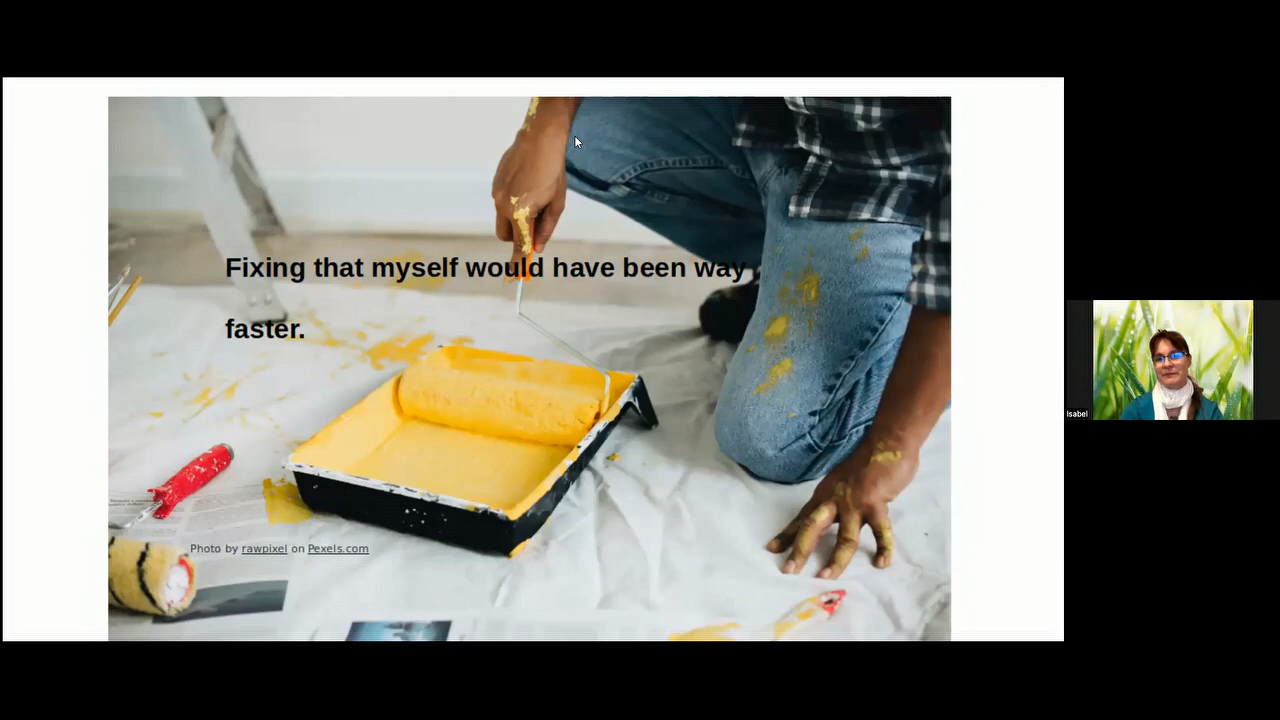 Fixing that myself would have been way
faster.
Photo by rawpixel on Pexels.com
Isabel